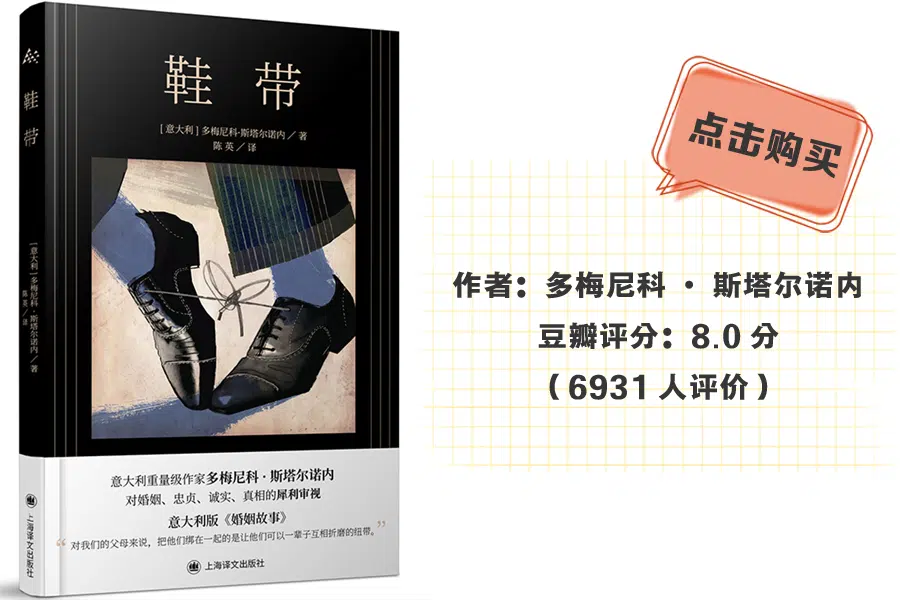 鞋带
[意大利]多梅尼科·斯塔尔诺内／著
陈英／译
鞋带
[意大利]多梅尼科·斯塔尔诺内／著
陈英／译
上海译文出版社
意大利重量级作家多梅尼科·斯塔尔诺内
对婚姻、忠贞、诚实、真相的犀利审视
意大利版《婚姻故事》
“对我们的父母来说，把他们绑在一起的是让他们可以一辈子互相折磨的纽带。”
上海译文出版社
点击购买
作者：多梅尼科 · 斯塔尔诺内
豆瓣评分：8.0 分
（6931 人评价）